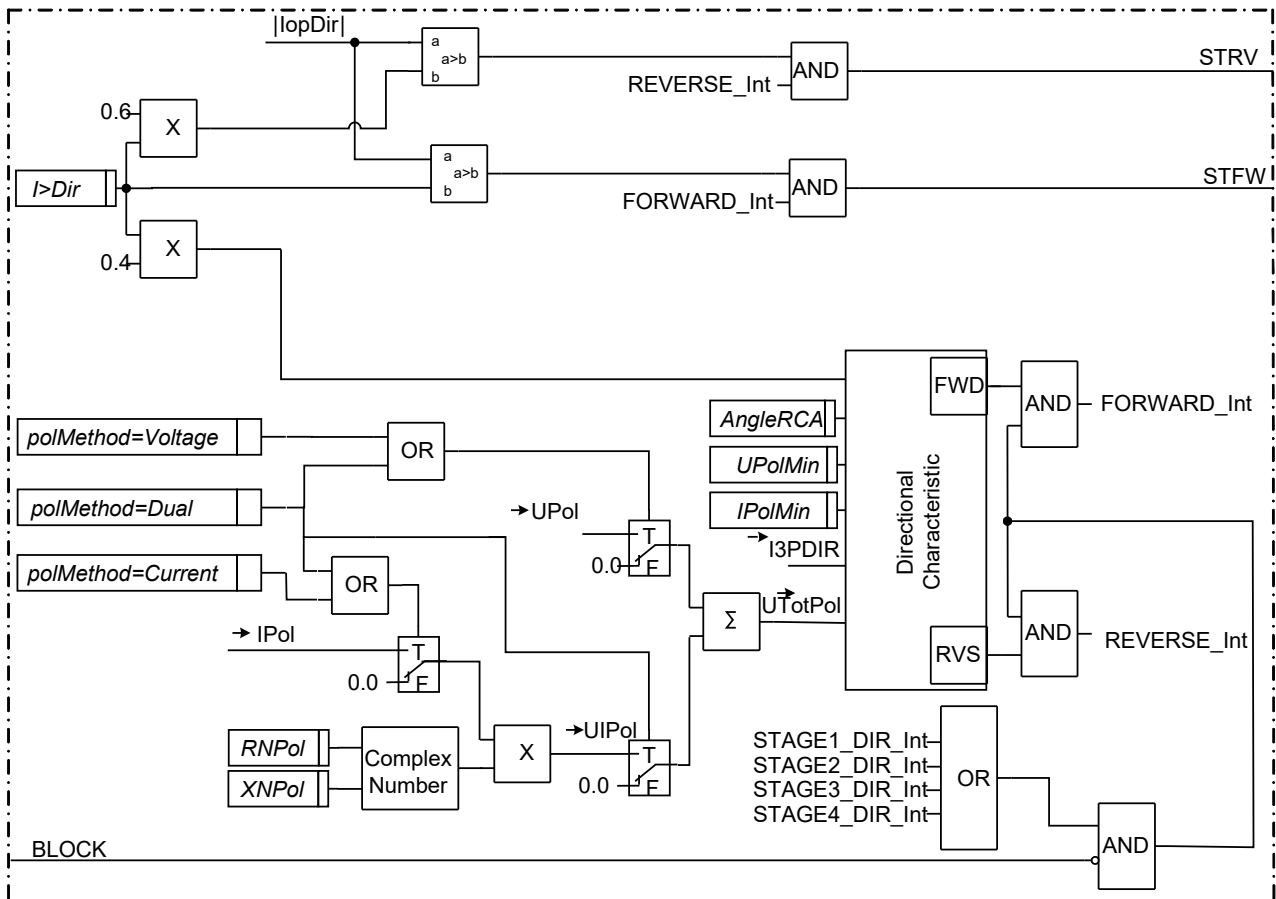 |IopDir|
a
a>b
b
STRV
AND
REVERSE_Int
0.6
X
a
a>b
b
STFW
I>Dir
AND
FORWARD_Int
X
0.4
FWD
AND
FORWARD_Int
AngleRCA
polMethod=Voltage
OR
UPolMin
polMethod=Dual
UPol
IPolMin
T
0.0
F
I3PDIR
Directional
Characteristic
polMethod=Current
OR
UTotPol
Σ
IPol
T
0.0
F
AND
REVERSE_Int
RVS
UIPol
RNPol
X
T
Complex
Number
XNPol
0.0
F
STAGE1_DIR_Int
STAGE2_DIR_Int
STAGE3_DIR_Int
STAGE4_DIR_Int
OR
BLOCK
AND